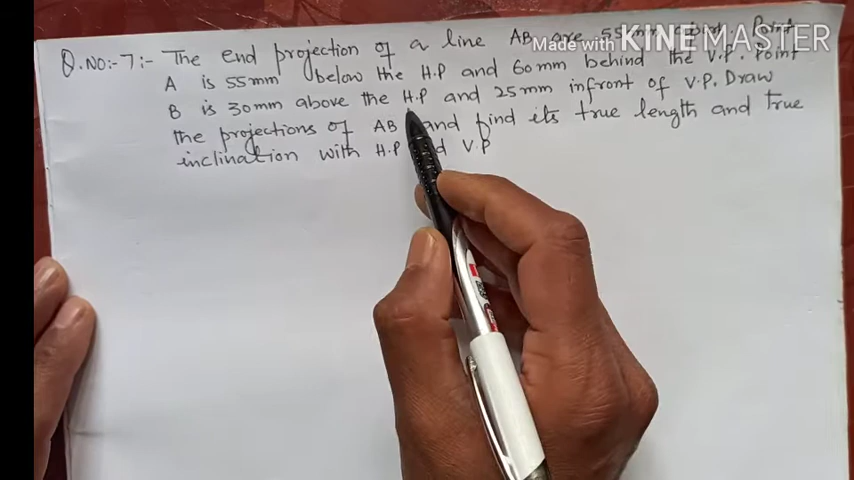 Q.No:-7:- The end projection of a line AB are 55mm Point
A is 55mm below the H.P and 60mm behind the V.P. Point
B is 30mm above the H.P and 25mm infront of V.P. Draw
the projections of AB and find its true length and true
inclination with H.P V.P
Made with KINEMASTER